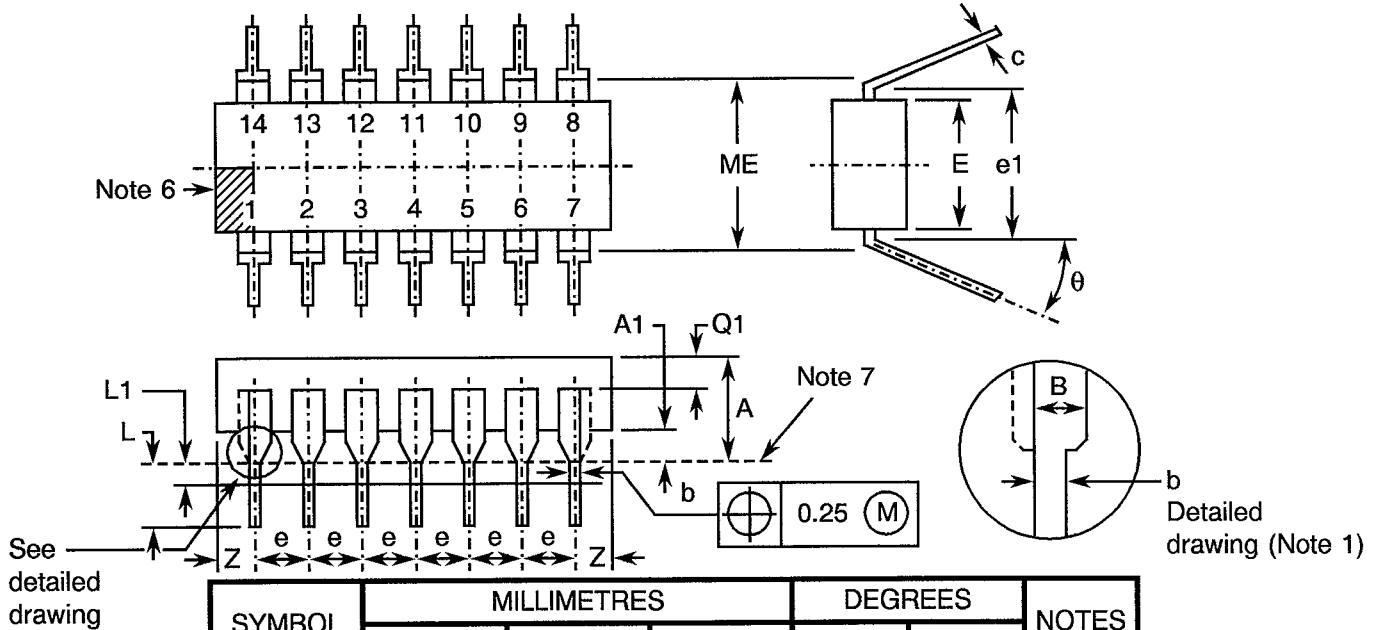 14 13 12 11 10 9 8
1 2 3 4 5 6 7
Note 6
ME
E
e1
c
θ
A1
Q1
L1
L
A
Note 7
b
0.25 M
Z e e e e e e Z
See
detailed
drawing
B
b
Detailed
drawing (Note 1)
SYMBOL
MILLIMETRES
DEGREES
NOTES